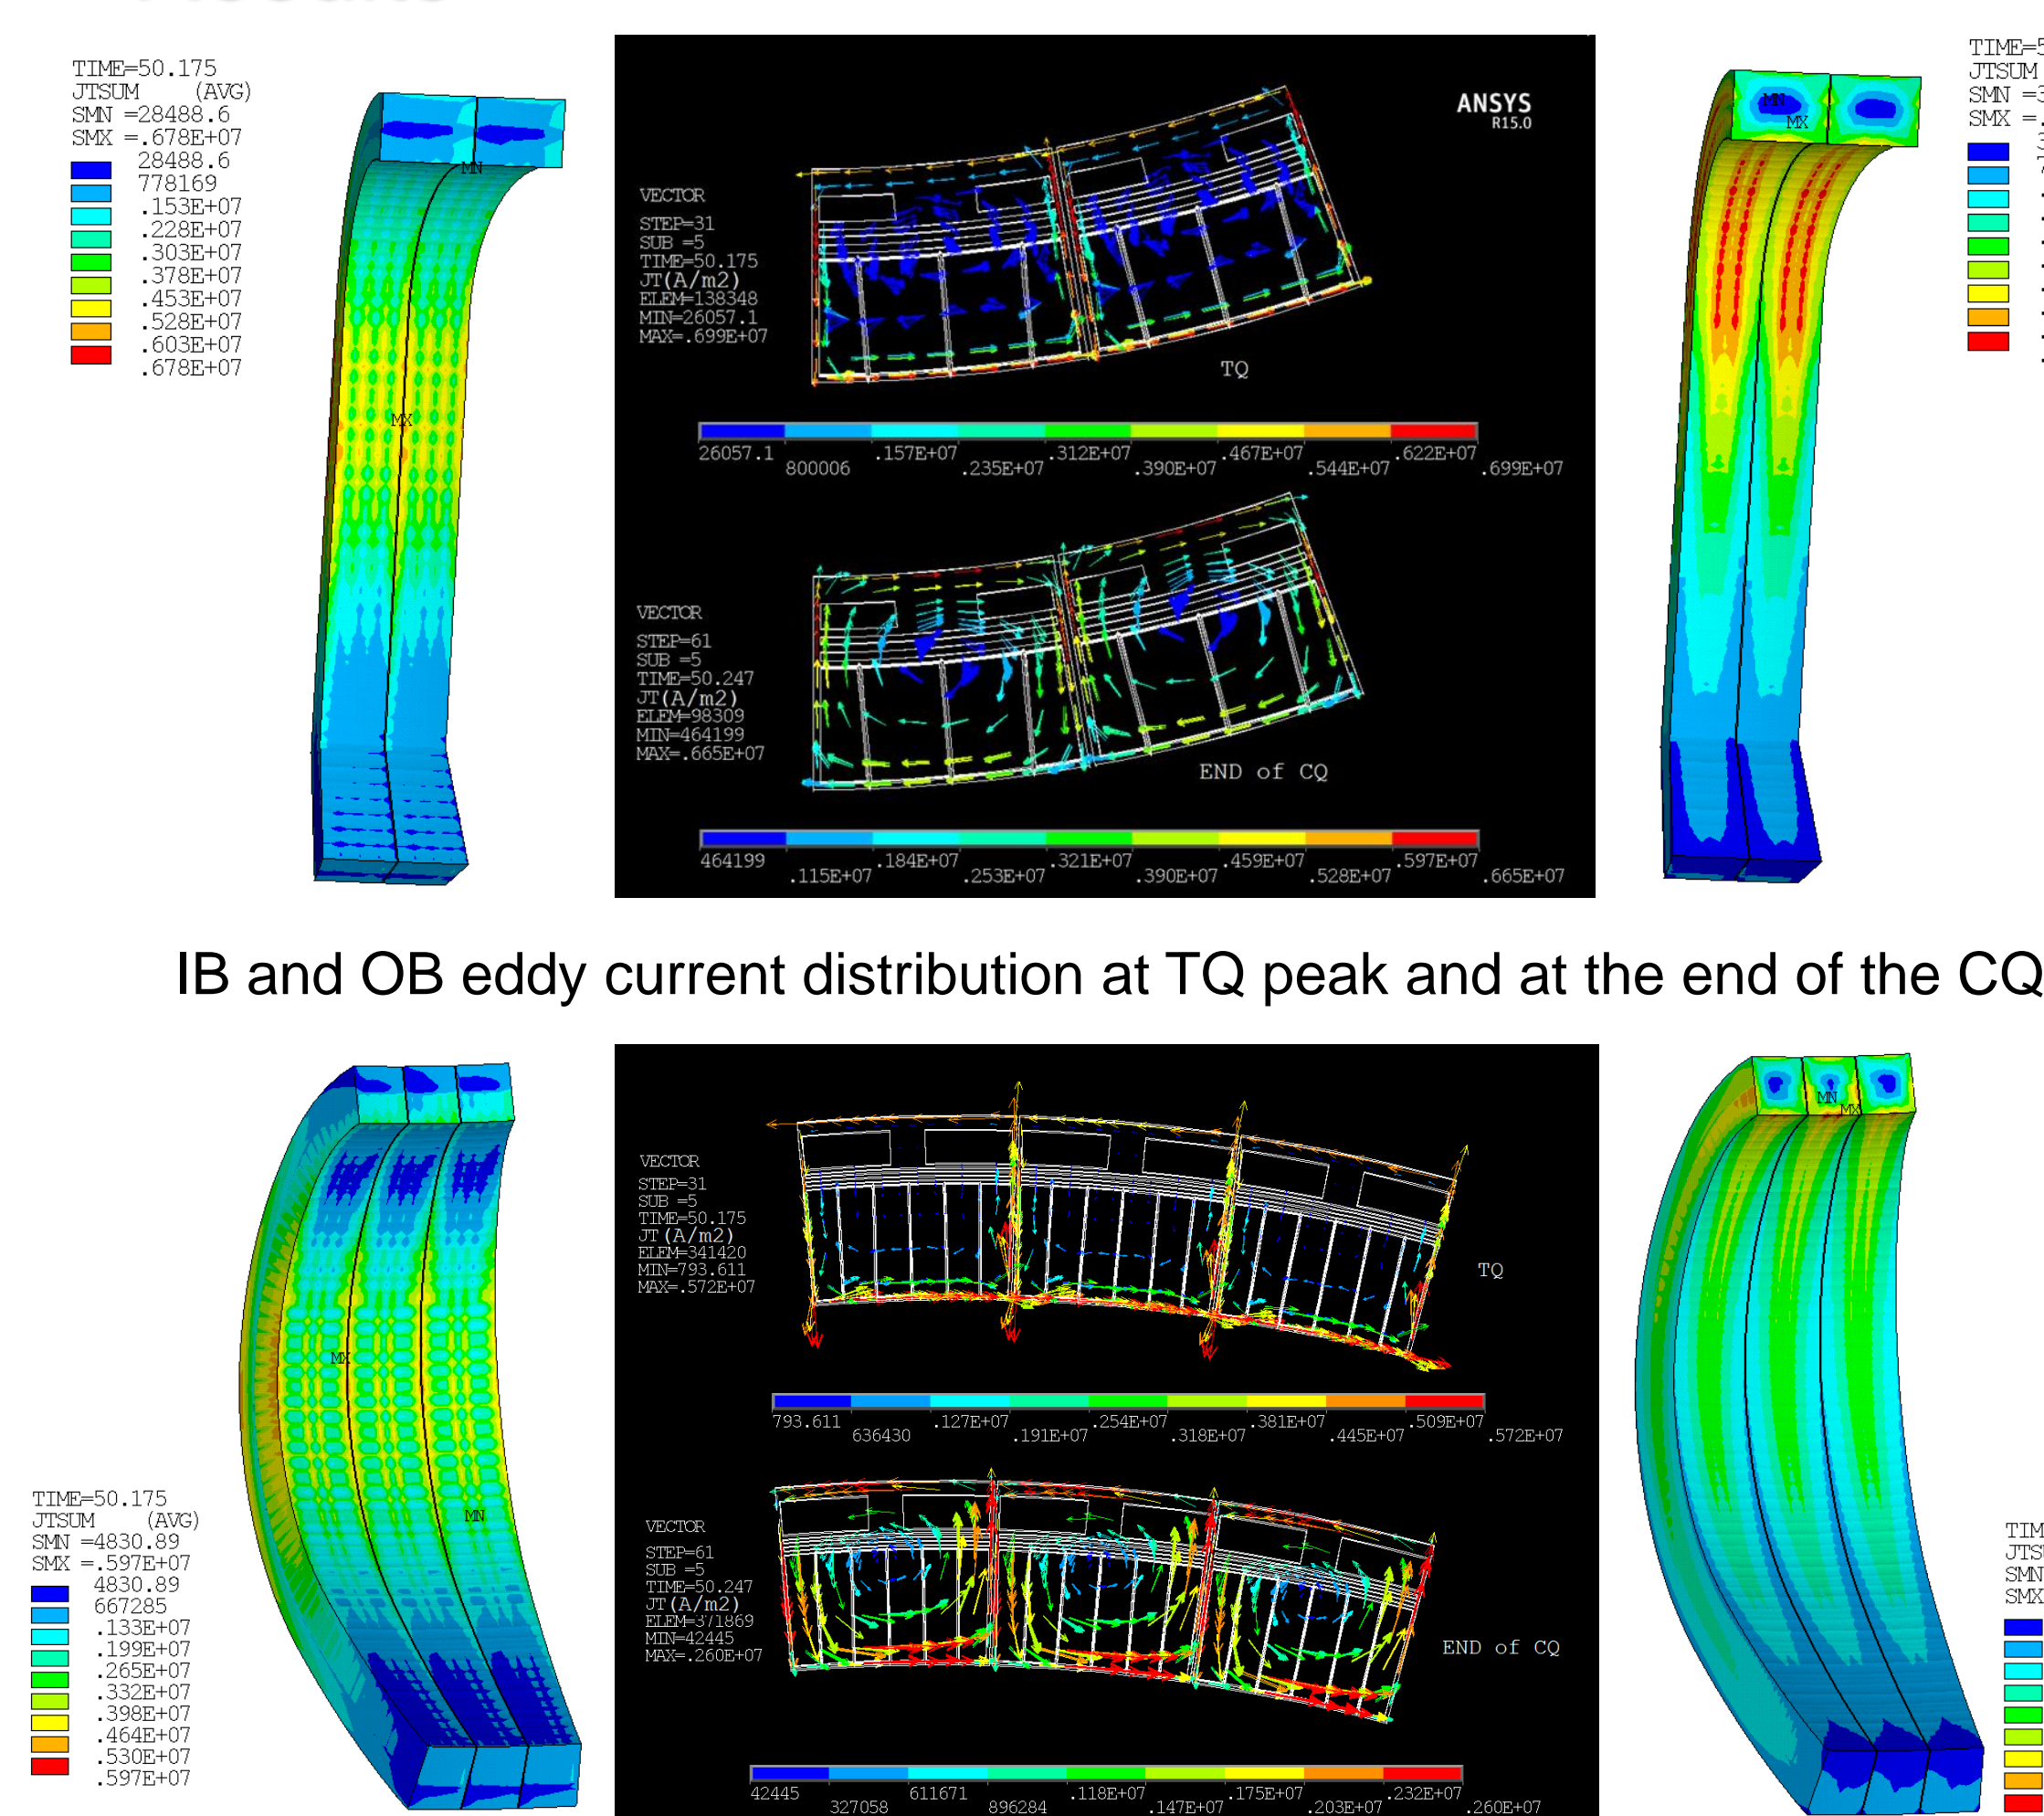 TIME=50.175
JTSUM (AVG)
SMN =28488.6
SMX =.678E+07
28488.6
778169
.153E+07
.228E+07
.303E+07
.378E+07
.453E+07
.528E+07
.603E+07
.678E+07
MN
MX
ANSYS
R15.0
VECTOR
STEP=31
SUB =5
TIME=50.175
JT(A/m2)
ELEM=138348
MIN=26057.1
MAX=.699E+07
TQ
26057.1 .157E+07 .312E+07 .467E+07 .622E+07
800006 .235E+07 .390E+07 .544E+07 .699E+07
VECTOR
STEP=61
SUB =5
TIME=50.247
JT(A/m2)
ELEM=98309
MIN=464199
MAX=.665E+07
END of CQ
464199 .184E+07 .321E+07 .459E+07 .597E+07
.115E+07 .253E+07 .390E+07 .528E+07 .665E+07
MN
MX
TIME=5
JTSUM
SMN =3
SMX =.
IB and OB eddy current distribution at TQ peak and at the end of the CQ
TIME=50.175
JTSUM (AVG)
SMN =4830.89
SMX =.597E+07
4830.89
667285
.133E+07
.199E+07
.265E+07
.332E+07
.398E+07
.464E+07
.530E+07
.597E+07
MX
MN
VECTOR
STEP=31
SUB =5
TIME=50.175
JT(A/m2)
ELEM=341420
MIN=793.611
MAX=.572E+07
TQ
793.611 .127E+07 .254E+07 .381E+07 .509E+07
636430 .191E+07 .318E+07 .445E+07 .572E+07
VECTOR
STEP=61
SUB =5
TIME=50.247
JT(A/m2)
ELEM=371869
MIN=42445
MAX=.260E+07
END of CQ
42445 611671 .118E+07 .175E+07 .232E+07
327058 896284 .147E+07 .203E+07 .260E+07
MN
MX
TIM
JTS
SMN
SMX